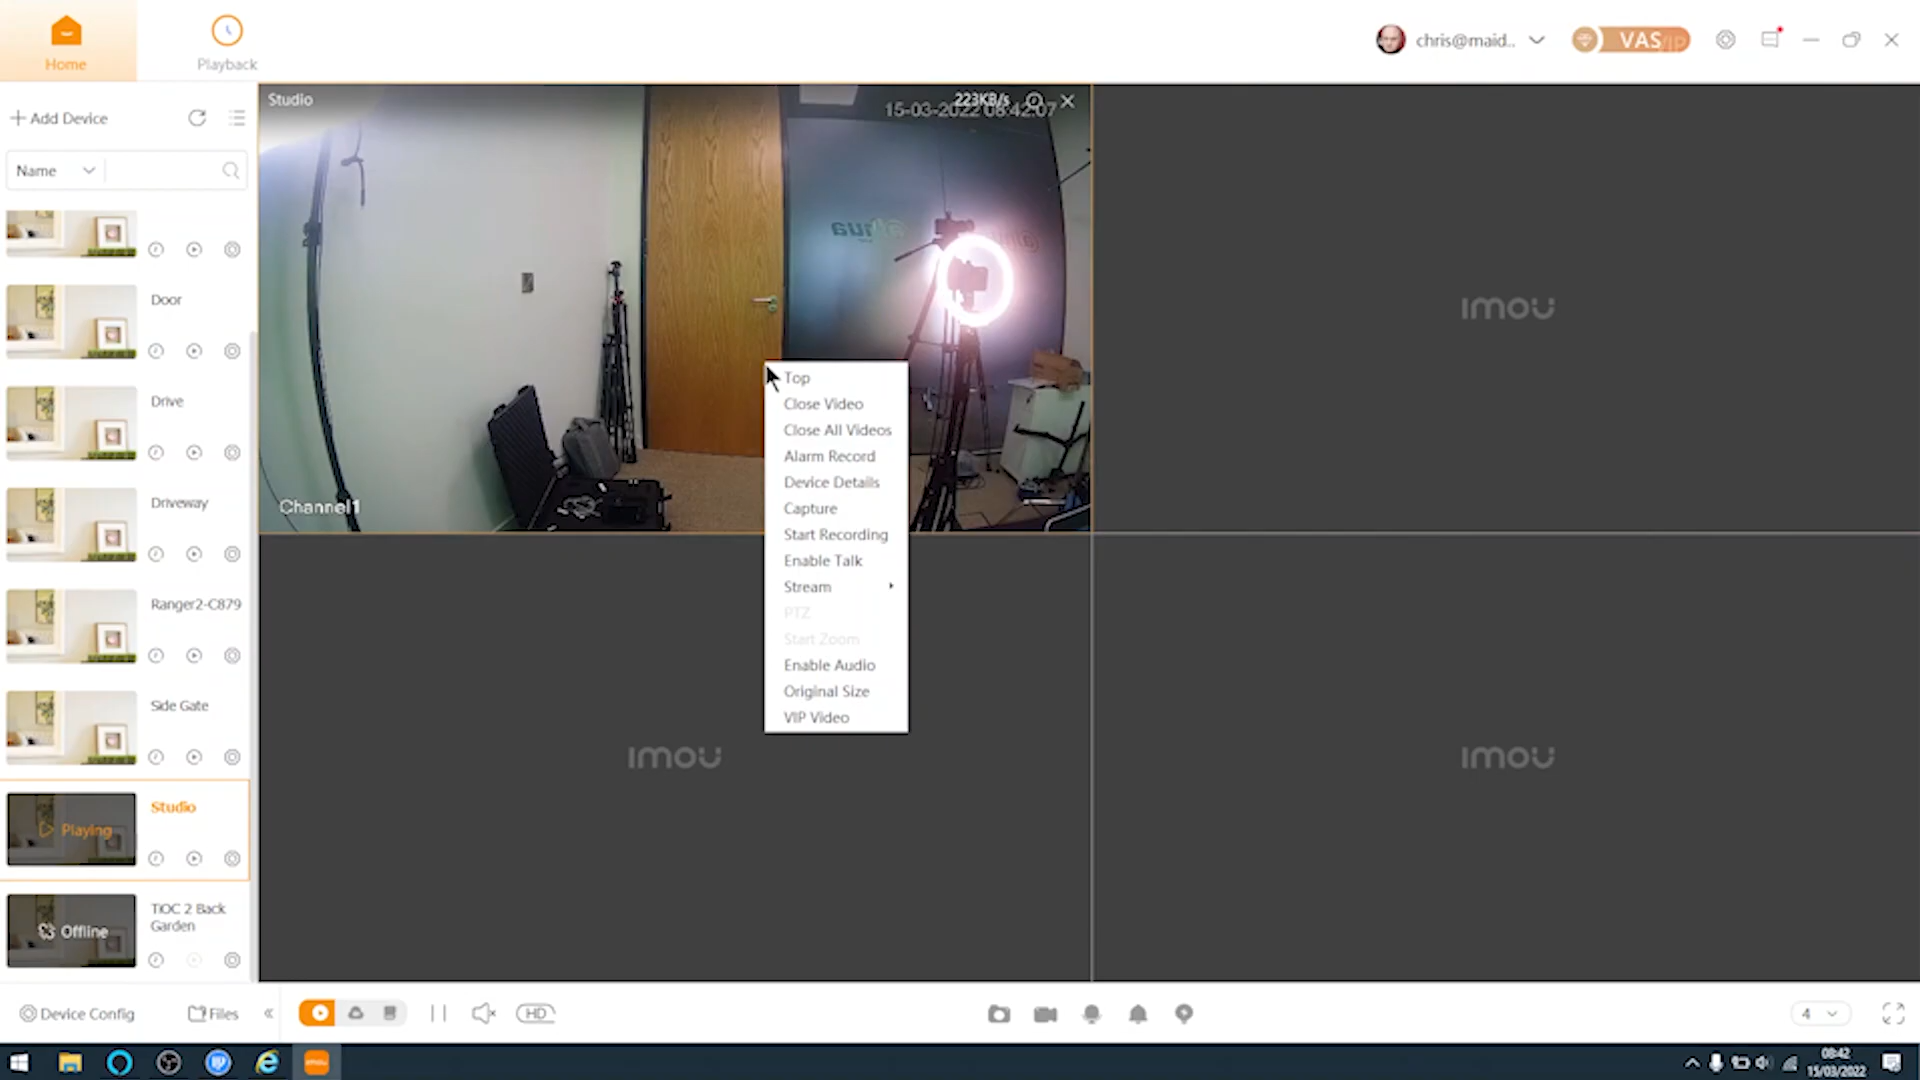 Home
Playback
chris@maid..
VAS VIP
Add Device
Name
Door
Drive
Driveway
Ranger2-C879
Side Gate
Playing
Studio
Offline
TiOC 2 Back
Garden
Studio
223KB/s
15-03-2022 08:42:07
Channel1
Top
Close Video
Close All Videos
Alarm Record
Device Details
Capture
Start Recording
Enable Talk
Stream
PTZ
Start Zoom
Enable Audio
Original Size
VIP Video
imou
imou
imou
Device Config
Files
HD
4
imou
08:42
15/03/2022